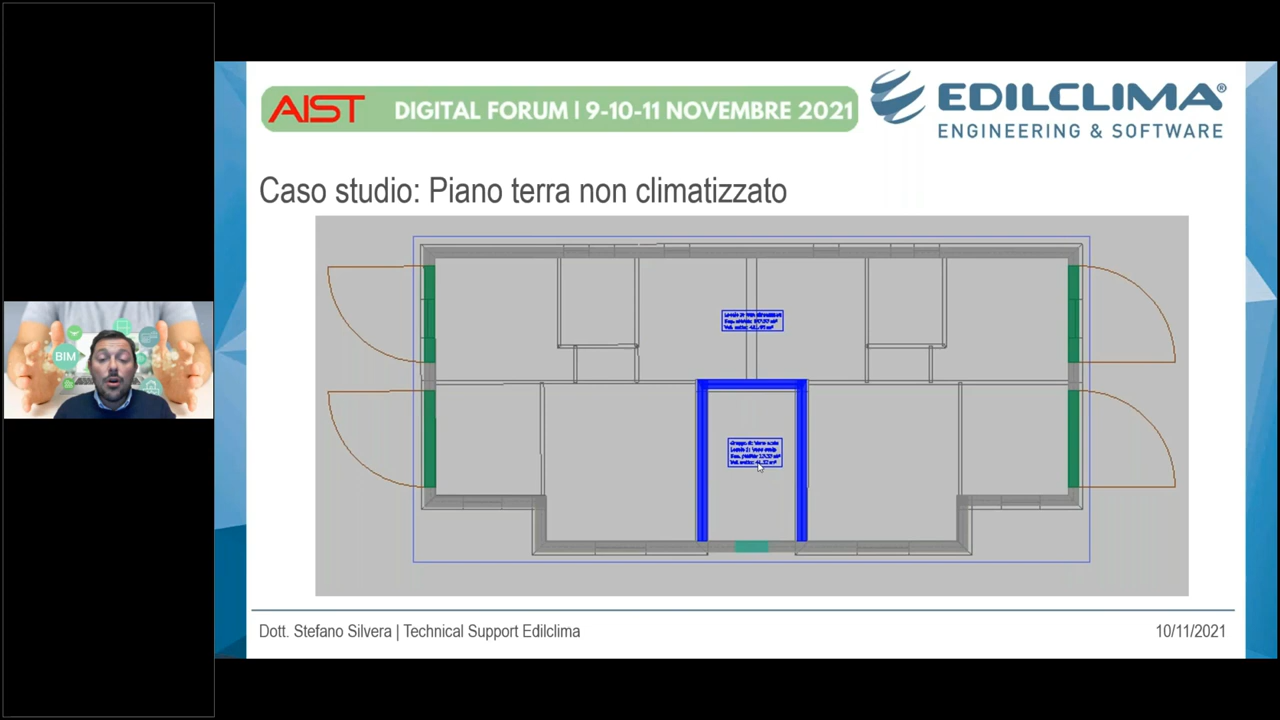 AIST
DIGITAL FORUM | 9-10-11 NOVEMBRE 2021
EDILCLIMA®
ENGINEERING & SOFTWARE
Caso studio: Piano terra non climatizzato
BIM
Dott. Stefano Silvera | Technical Support Edilclima
10/11/2021